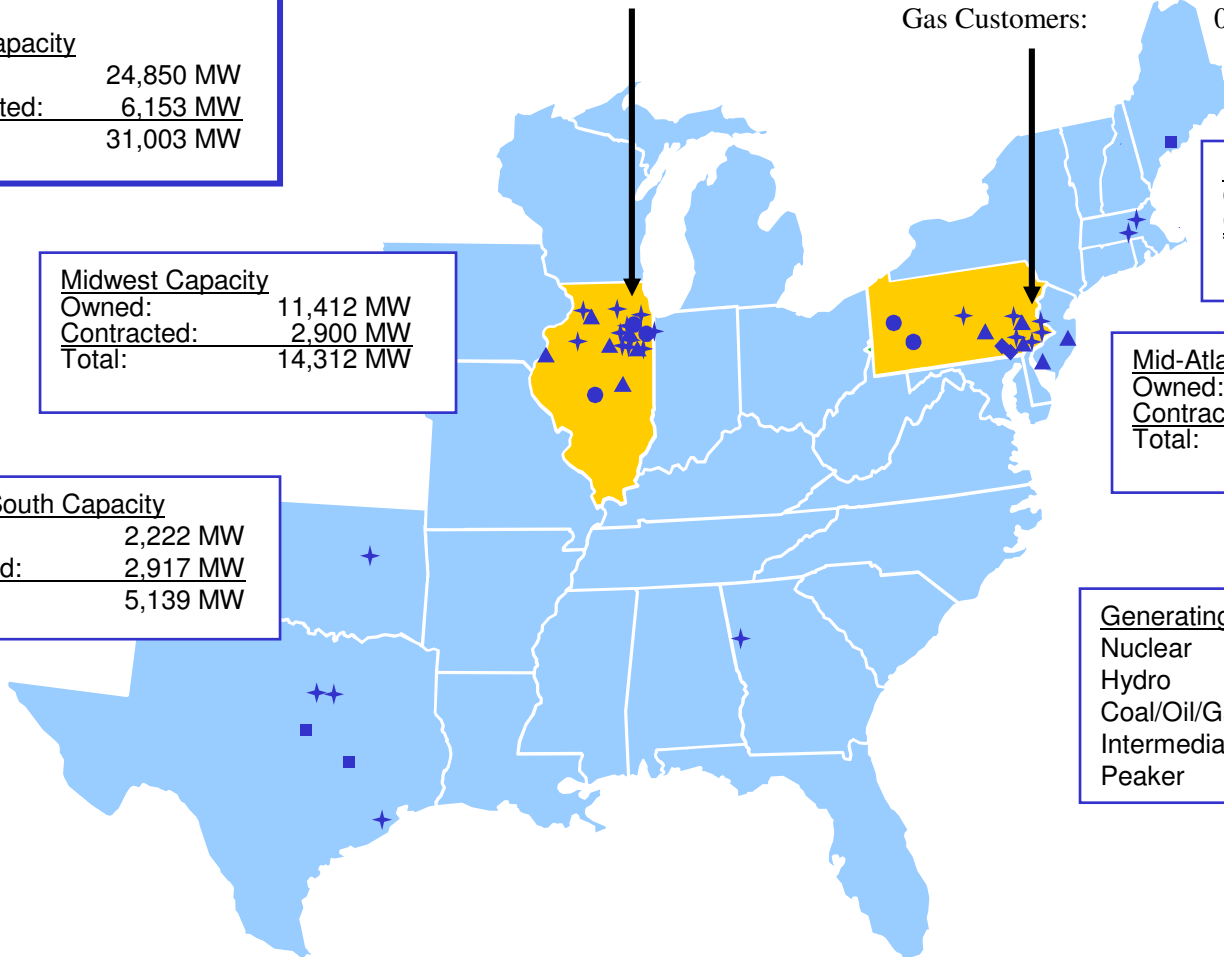 Gas Customers: 0
apacity
24,850 MW
ted: 6,153 MW
31,003 MW
Midwest Capacity
Owned: 11,412 MW
Contracted: 2,900 MW
Total: 14,312 MW
Mid-Atla
Owned:
Contrac
Total:
South Capacity
2,222 MW
d: 2,917 MW
5,139 MW
Generating
Nuclear
Hydro
Coal/Oil/G
Intermedia
Peaker